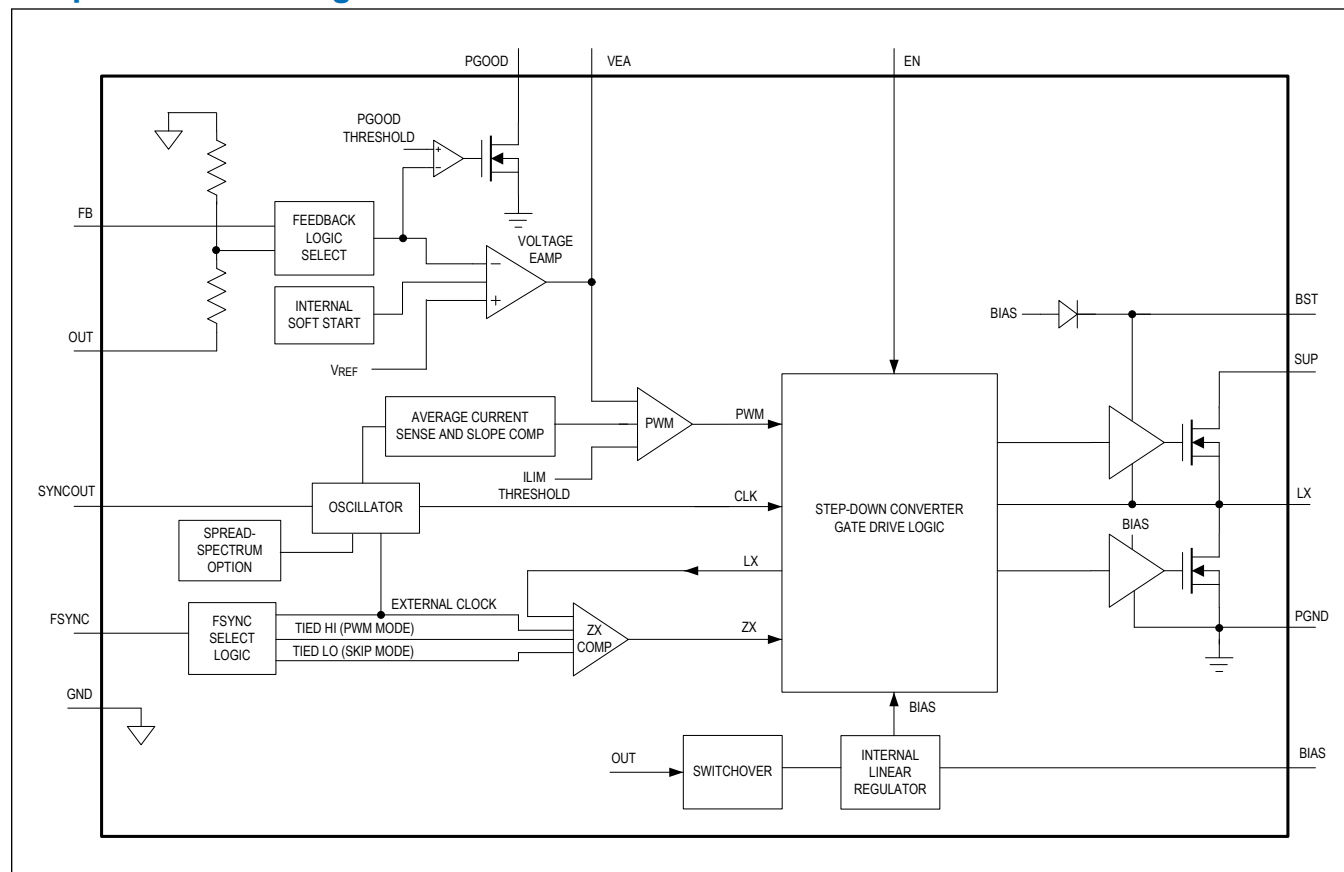 PGOOD
VEA
EN
PGOOD
THRESHOLD
+
-
FB
FEEDBACK
LOGIC
SELECT
VOLTAGE
EAMP
-
+
INTERNAL
SOFT START
OUT
VREF
BIAS
BST
SUP
AVERAGE CURRENT
SENSE AND SLOPE COMP
PWM
PWM
ILIM
THRESHOLD
SYNCOUT
OSCILLATOR
CLK
STEP-DOWN CONVERTER
GATE DRIVE LOGIC
LX
SPREAD-
SPECTRUM
OPTION
BIAS
LX
FSYNC
FSYNC
SELECT
LOGIC
EXTERNAL CLOCK
TIED HI (PWM MODE)
TIED LO (SKIP MODE)
ZX
COMP
ZX
PGND
GND
BIAS
OUT
SWITCHOVER
INTERNAL
LINEAR
REGULATOR
BIAS